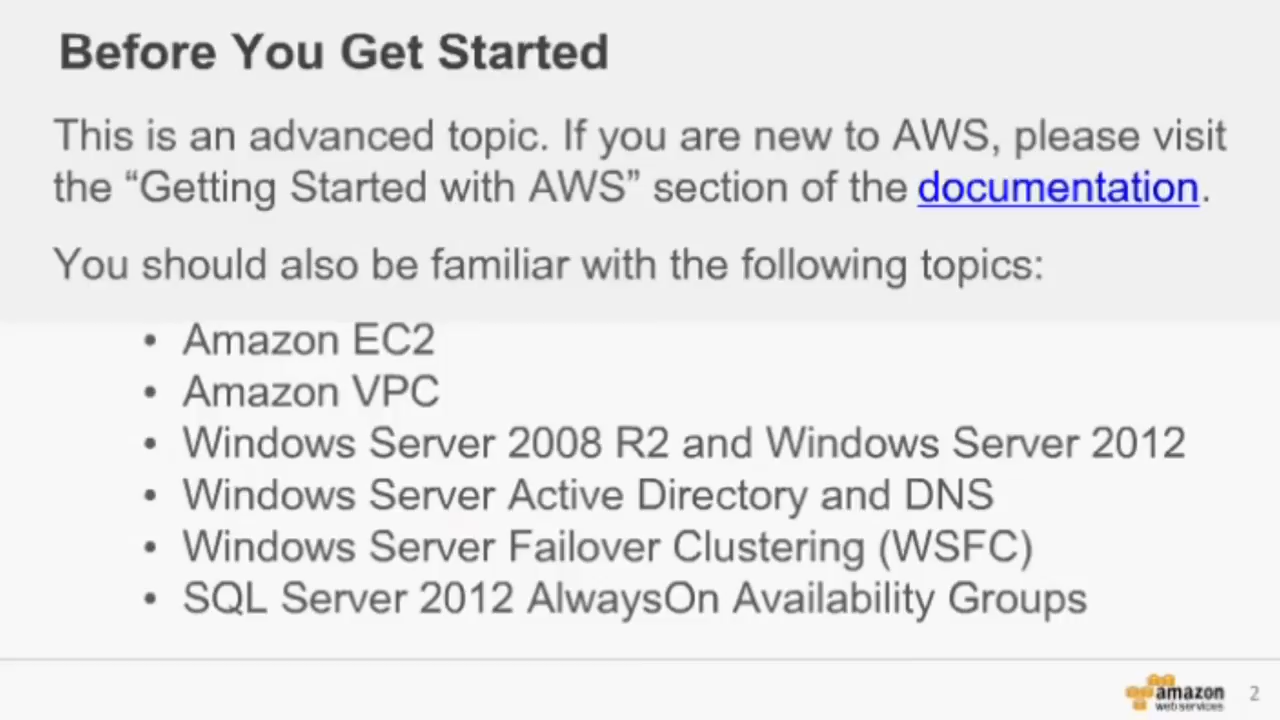 Before You Get Started
This is an advanced topic. If you are new to AWS, please visit
the “Getting Started with AWS” section of the documentation.
You should also be familiar with the following topics:
• Amazon EC2
• Amazon VPC
• Windows Server 2008 R2 and Windows Server 2012
• Windows Server Active Directory and DNS
• Windows Server Failover Clustering (WSFC)
• SQL Server 2012 AlwaysOn Availability Groups
amazon
web services
2